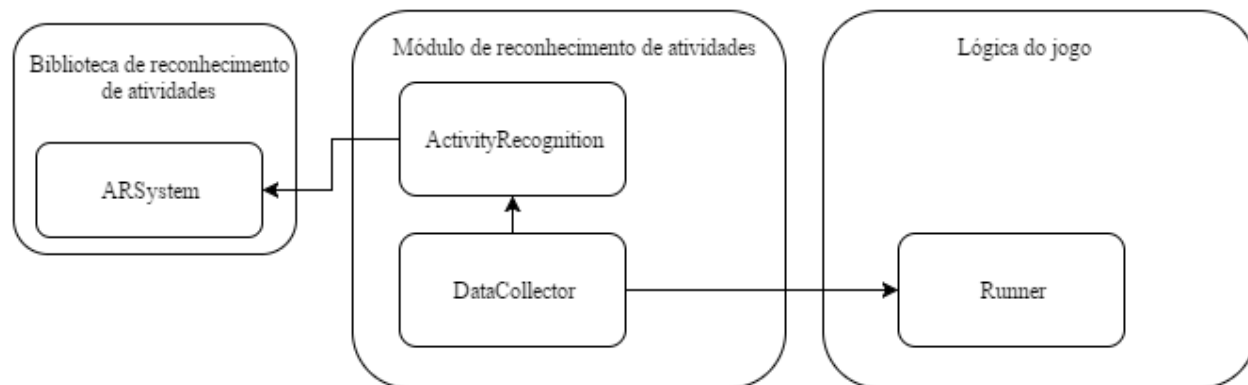 Biblioteca de reconhecimento
de atividades
ARSystem
Módulo de reconhecimento de atividades
ActivityRecognition
DataCollector
Lógica do jogo
Runner